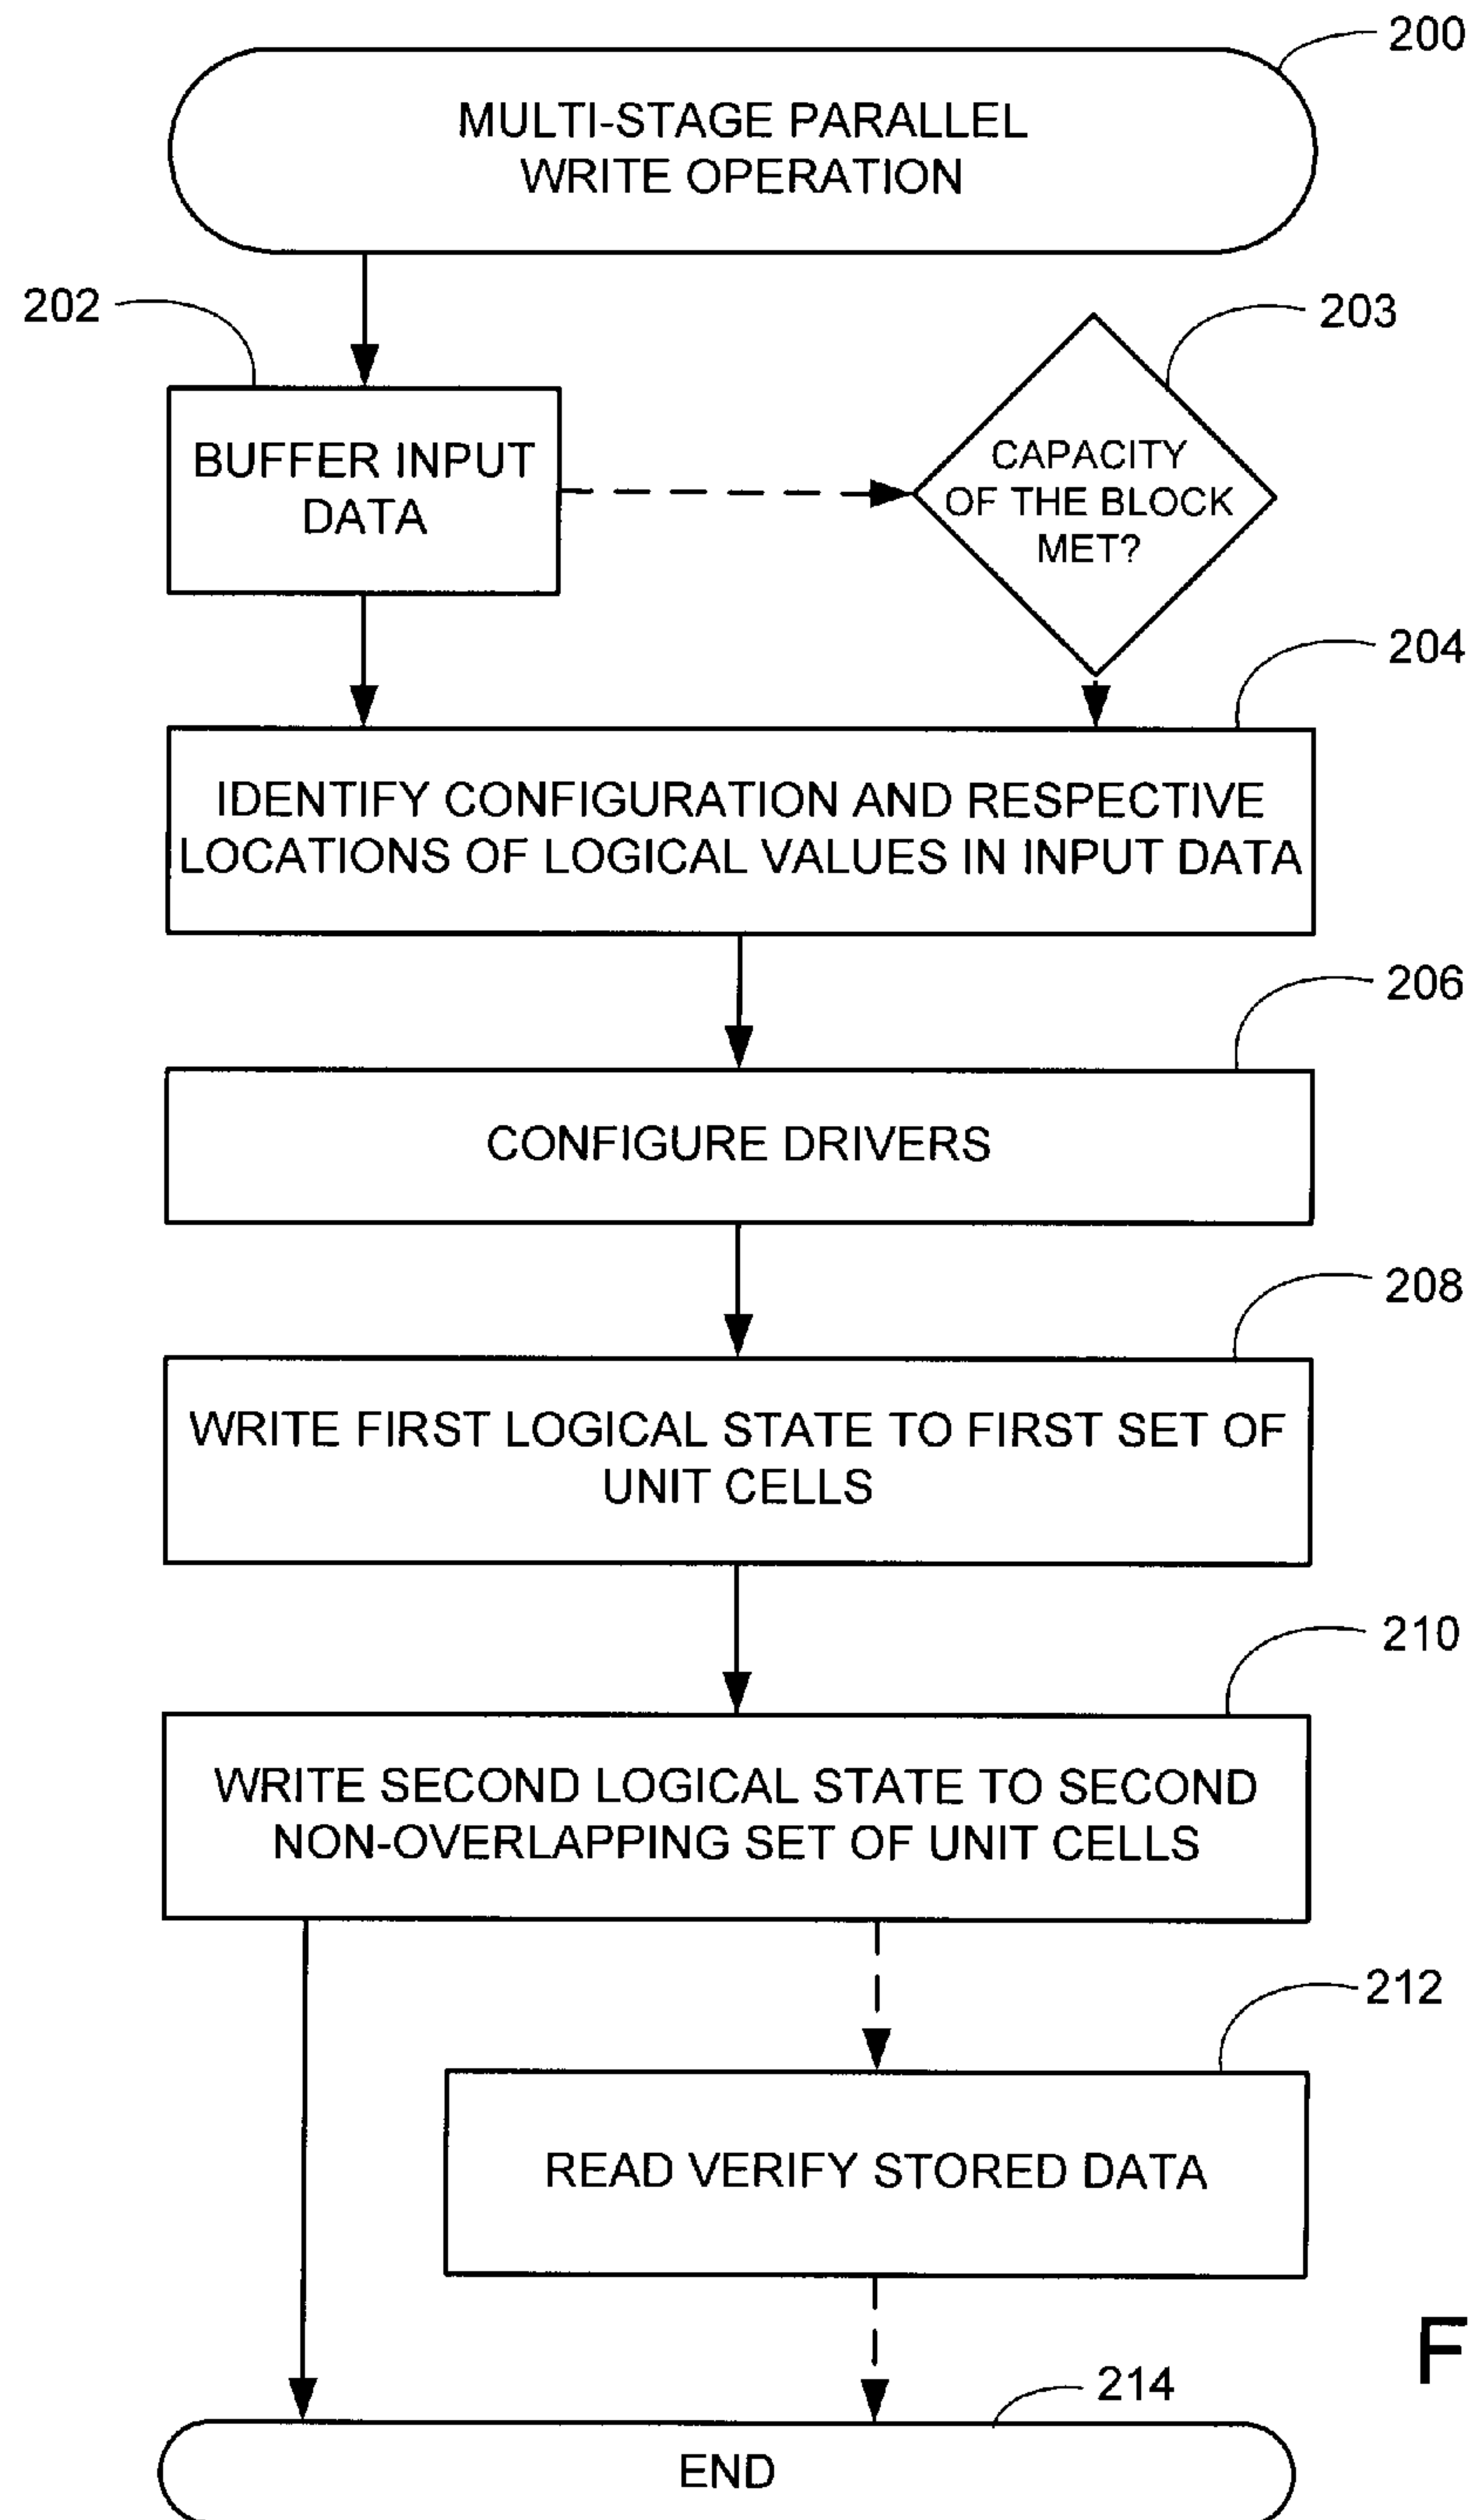 200
MULTI-STAGE PARALLEL
WRITE OPERATION
202
203
BUFFER INPUT
DATA
CAPACITY
OF THE BLOCK
MET?
204
IDENTIFY CONFIGURATION AND RESPECTIVE
LOCATIONS OF LOGICAL VALUES IN INPUT DATA
206
CONFIGURE DRIVERS
208
WRITE FIRST LOGICAL STATE TO FIRST SET OF
UNIT CELLS
210
WRITE SECOND LOGICAL STATE TO SECOND
NON-OVERLAPPING SET OF UNIT CELLS
212
READ VERIFY STORED DATA
F
214
END